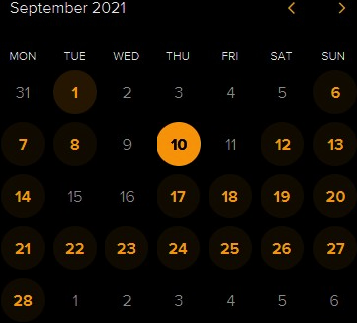 September 2021
MON TUE WED THU FRI SAT SUN
31 1 2 3 4 5 6
7 8 9 10 11 12 13
14 15 16 17 18 19 20
21 22 23 24 25 26 27
28 1 2 3 4 5 6